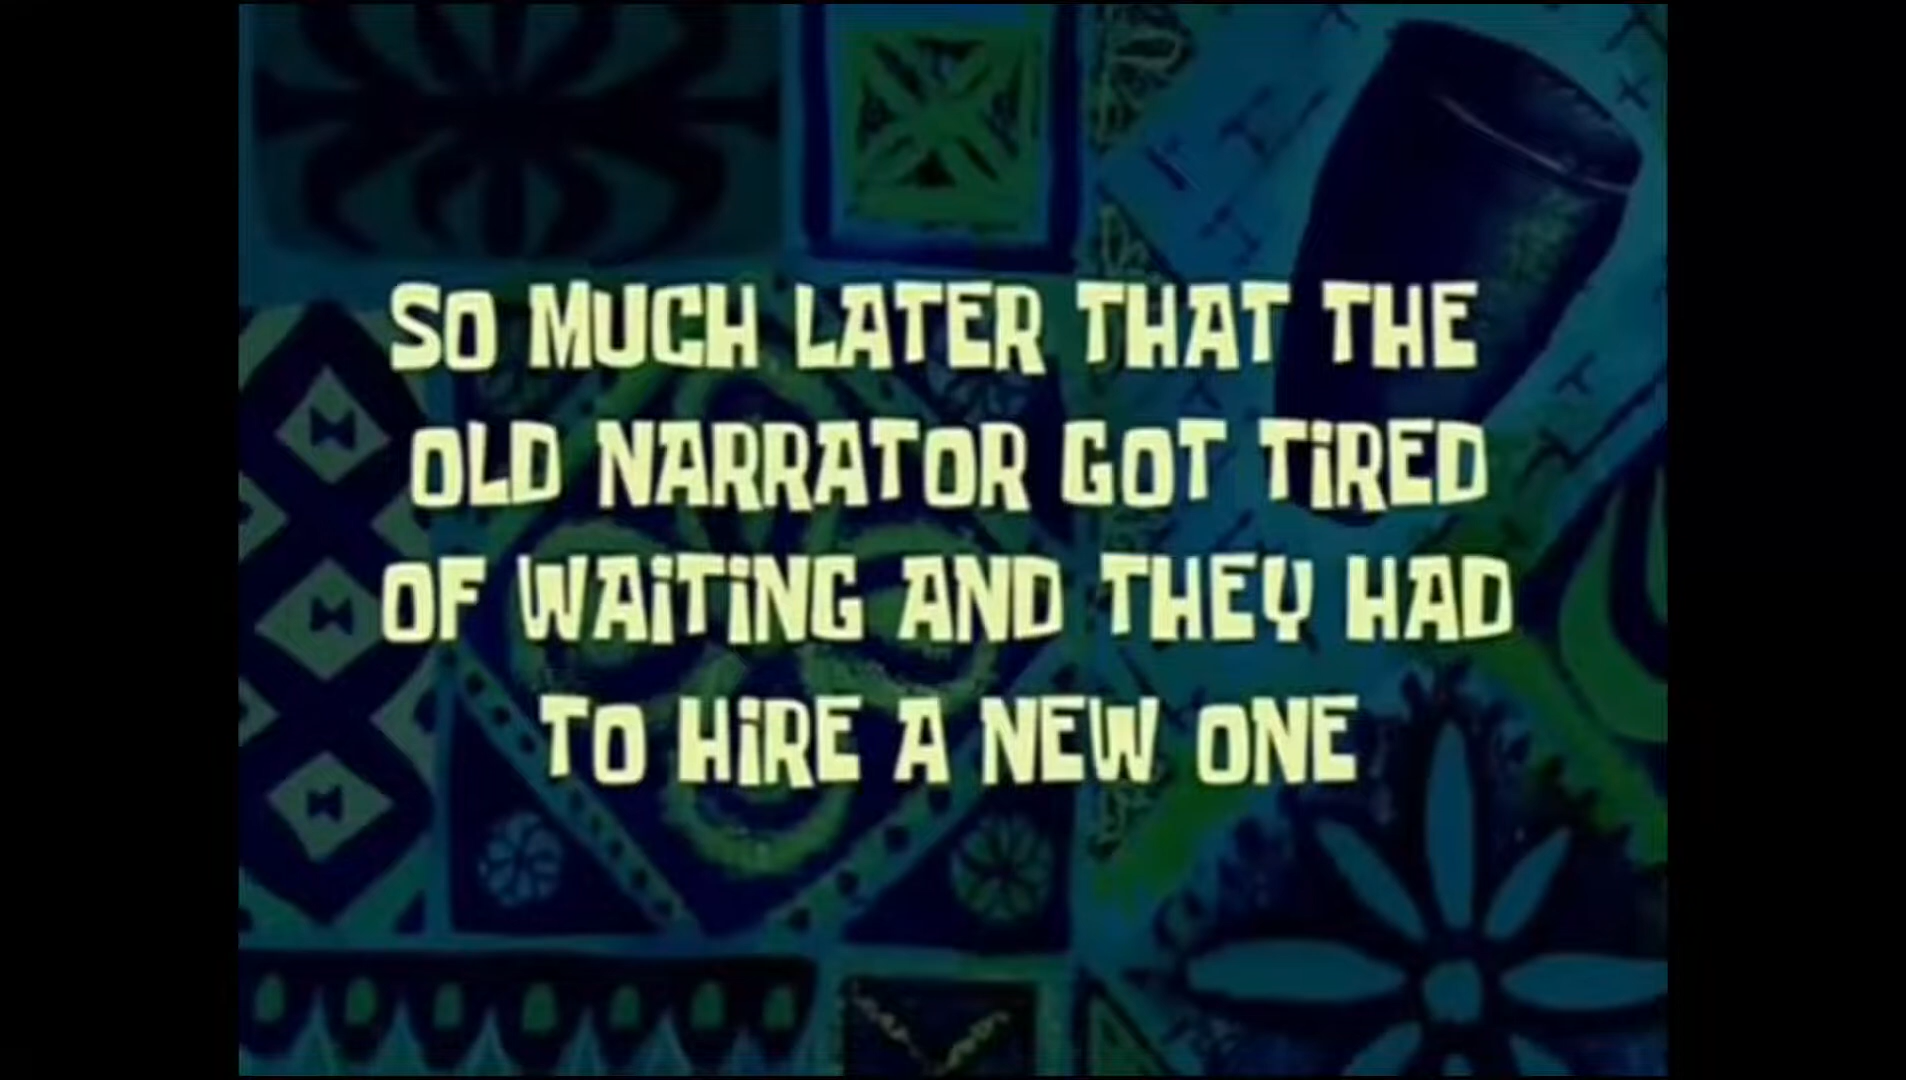 SO MUCH LATER THAT THE
OLD NARRATOR GOT TiRED
OF WAiTiNG AND THEY HAD
TO HiRE A NEW ONE